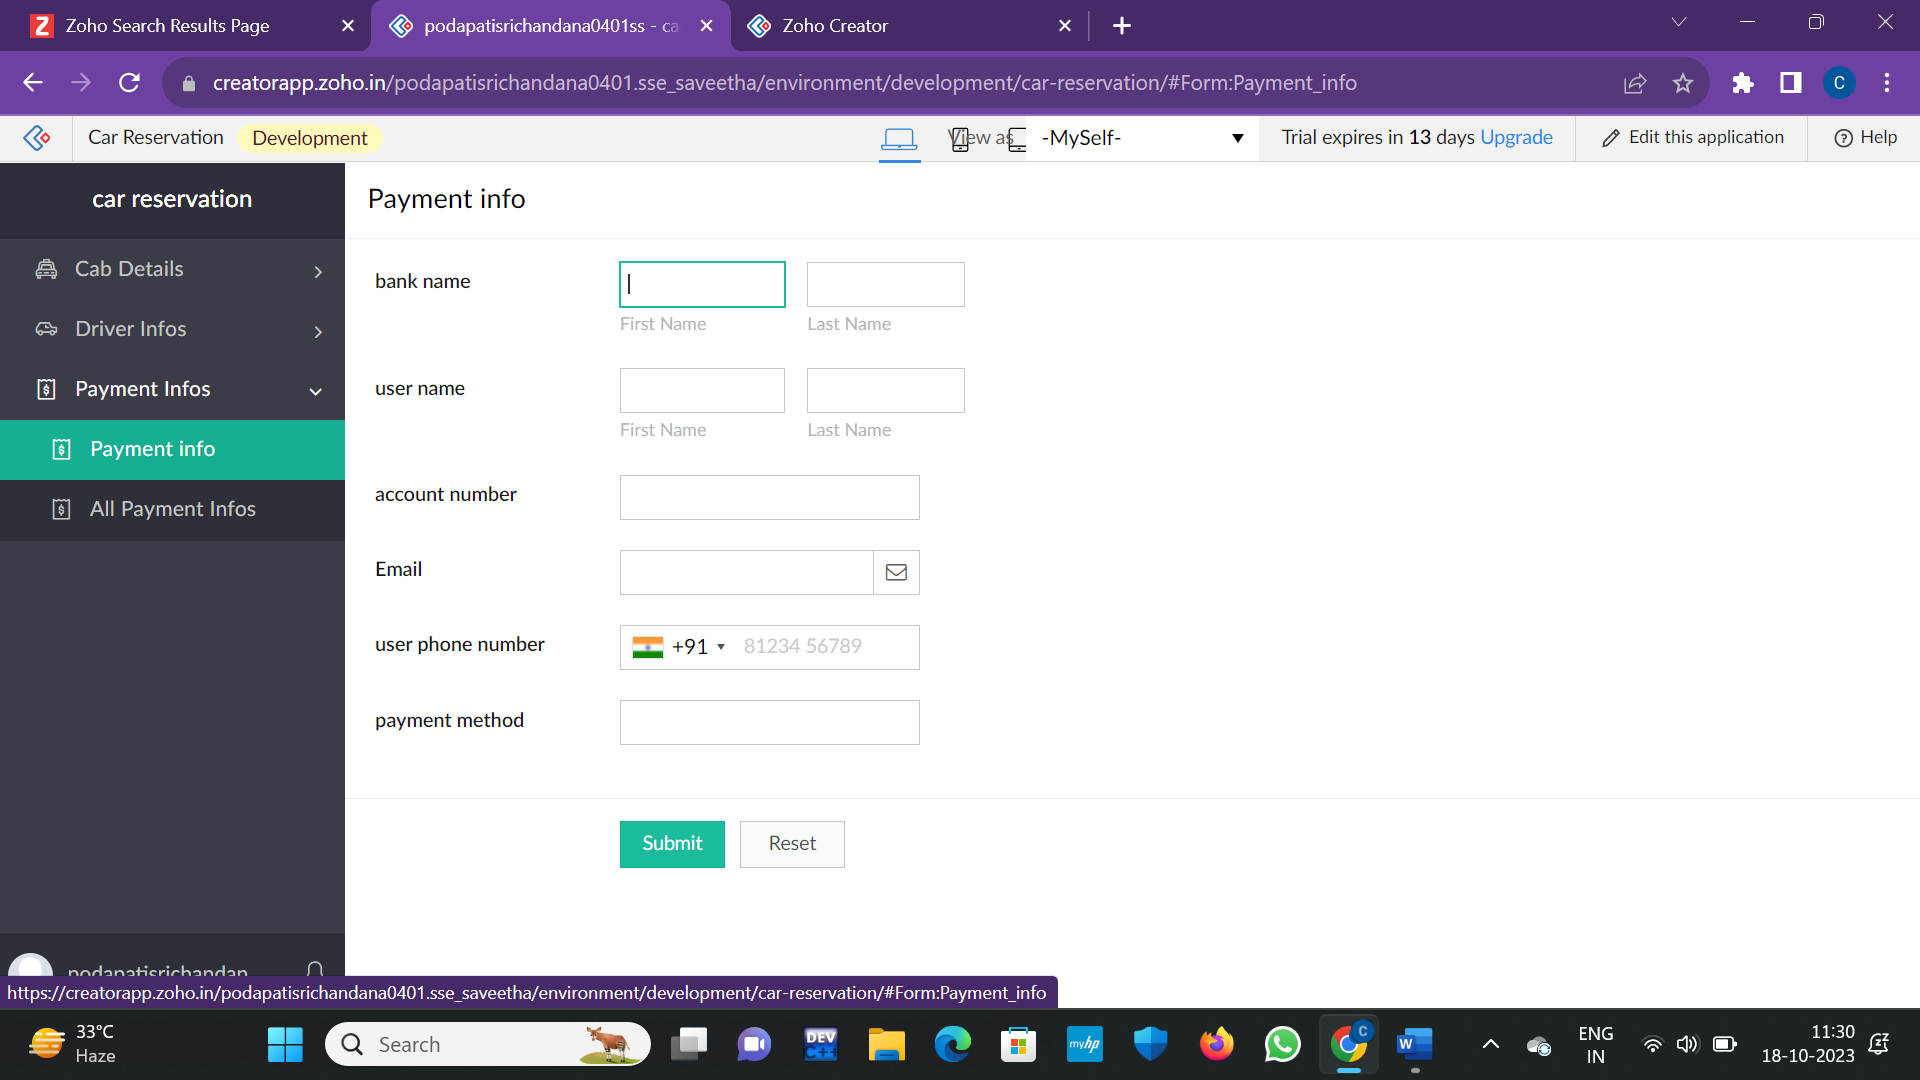 Zoho Search Results Page
podapatisrichandana0401ss - ca
Zoho Creator
creatorapp.zoho.in/podapatisrichandana0401.sse_saveetha/environment/development/car-reservation/#Form:Payment_info
C
Car Reservation
Development
View as
-MySelf-
Trial expires in 13 days Upgrade
Edit this application
Help
car reservation
Cab Details
Driver Infos
Payment Infos
Payment info
All Payment Infos
podapatisrichandan
Payment info
bank name
First Name
Last Name
user name
First Name
Last Name
account number
Email
user phone number
+91
81234 56789
payment method
Submit
Reset
https://creatorapp.zoho.in/podapatisrichandana0401.sse_saveetha/environment/development/car-reservation/#Form:Payment_info
33°C
Haze
Search
DEV
C++
myhp
C
W
ENG
IN
11:30
18-10-2023